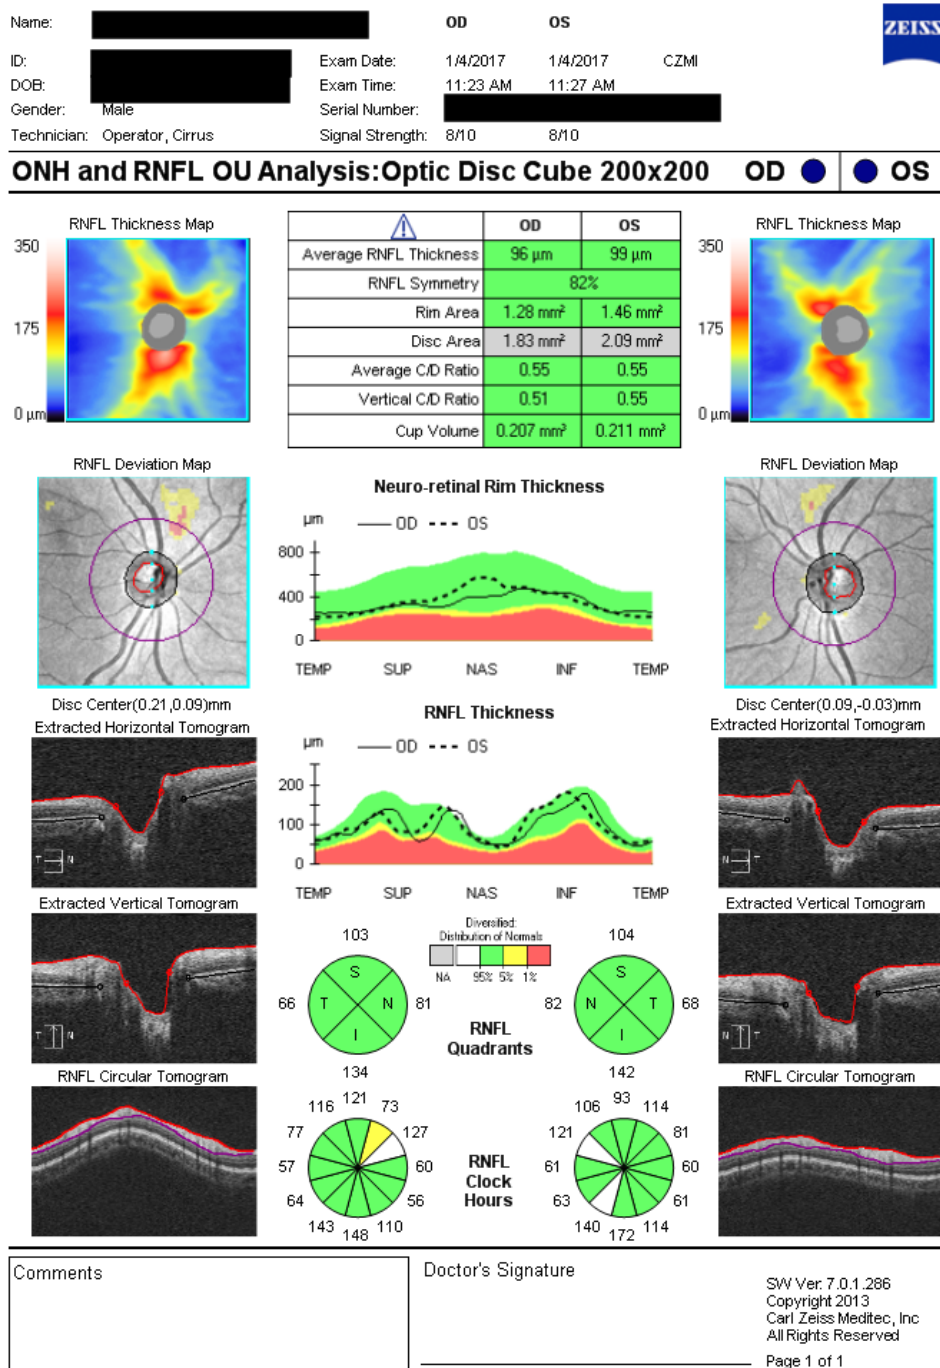 Name: OD OS
ZEISS
ID: Exam Date: 1/4/2017 1/4/2017 CZMI
DOB: Exam Time: 11:23 AM 11:27 AM
Gender: Male Serial Number:
Technician: Operator, Cirrus Signal Strength: 8/10 8/10
ONH and RNFL OU Analysis:Optic Disc Cube 200x200 OD OS
RNFL Thickness Map
350
175
0 µm
OD OS
Average RNFL Thickness 96 µm 99 µm
RNFL Symmetry 82%
Rim Area 1.28 mm² 1.46 mm²
Disc Area 1.83 mm² 2.09 mm²
Average C/D Ratio 0.55 0.55
Vertical C/D Ratio 0.51 0.55
Cup Volume 0.207 mm³ 0.211 mm³
RNFL Thickness Map
350
175
0 µm
RNFL Deviation Map
Disc Center(0.21,0.09)mm
Neuro-retinal Rim Thickness
µm OD OS
800
400
0
TEMP SUP NAS INF TEMP
RNFL Deviation Map
Disc Center(0.09,-0.03)mm
Extracted Horizontal Tomogram
T N
RNFL Thickness
µm OD OS
200
100
0
TEMP SUP NAS INF TEMP
Extracted Horizontal Tomogram
N T
Extracted Vertical Tomogram
I S
Extracted Vertical Tomogram
I S
Diversified:
Distribution of Normals
NA 95% 5% 1%
103
66 S T N I 81
134
RNFL
Quadrants
104
82 S N T I 68
142
RNFL Circular Tomogram
RNFL Circular Tomogram
116 121 73
77 127
57 60
64 56
143 148 110
RNFL
Clock
Hours
106 93 114
121 81
61 60
63 61
140 172 114
Comments
Doctor's Signature
SW Ver: 7.0.1.286
Copyright 2013
Carl Zeiss Meditec, Inc
All Rights Reserved
Page 1 of 1